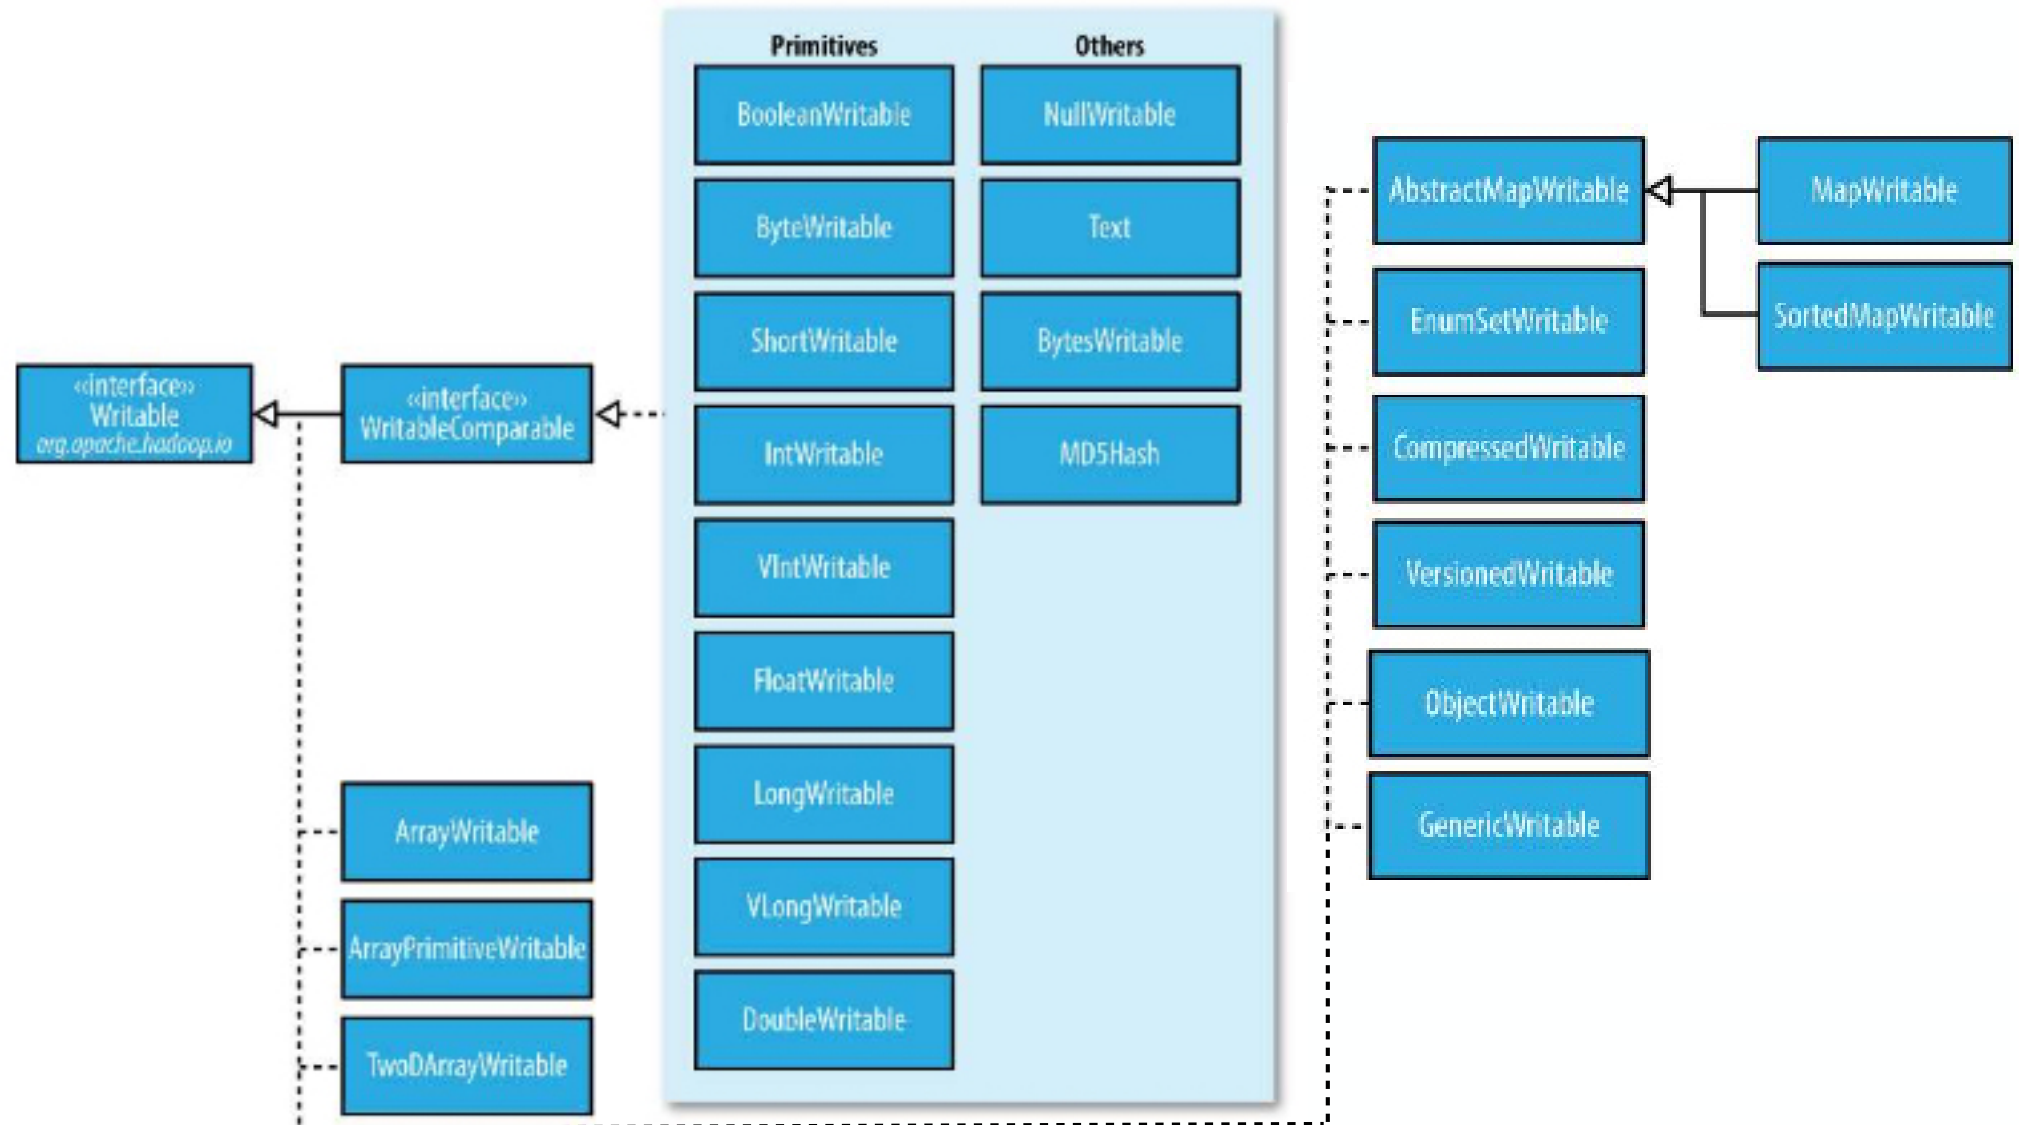 «interface»
Writable
org.apache.hadoop.io
«interface»
WritableComparable
ArrayWritable
ArrayPrimitiveWritable
TwoDArrayWritable
Primitives
BooleanWritable
ByteWritable
ShortWritable
IntWritable
VIntWritable
FloatWritable
LongWritable
VLongWritable
DoubleWritable
Others
NullWritable
Text
BytesWritable
MD5Hash
AbstractMapWritable
EnumSetWritable
CompressedWritable
VersionedWritable
ObjectWritable
GenericWritable
MapWritable
SortedMapWritable